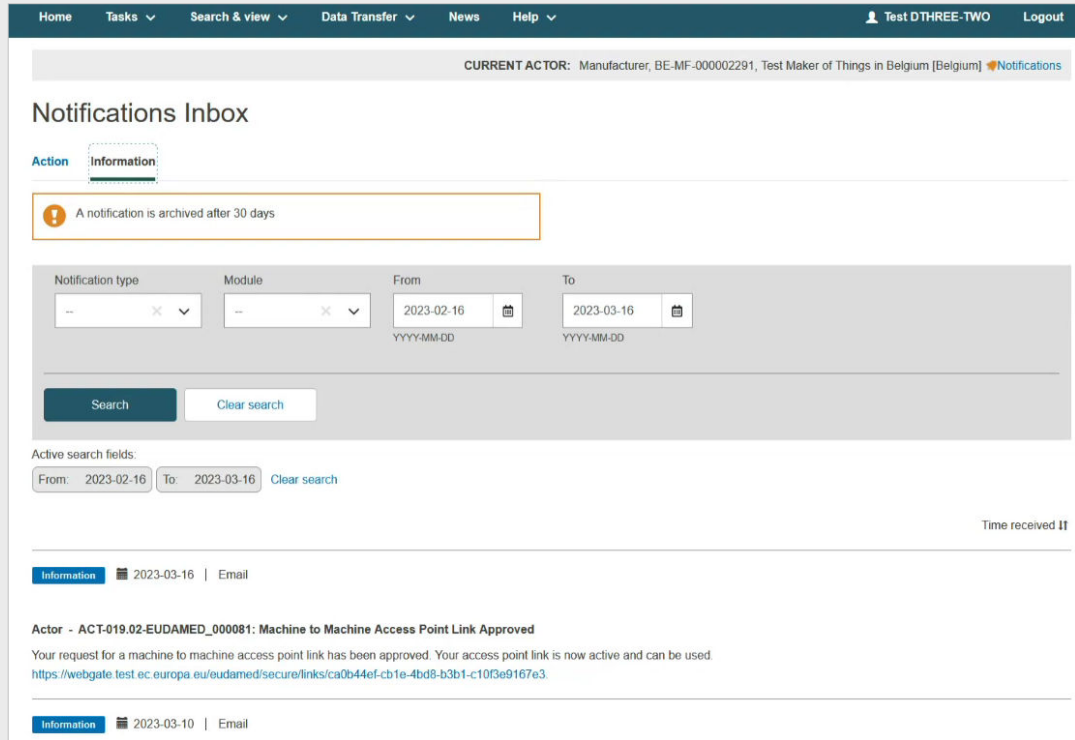 Home Tasks Search & view Data Transfer News Help Test DTHREE-TWO Logout
CURRENT ACTOR: Manufacturer, BE-MF-000002291, Test Maker of Things in Belgium [Belgium] Notifications
Notifications Inbox
Action Information
A notification is archived after 30 days
Notification type Module From To
-- -- 2023-02-16 2023-03-16
YYYY-MM-DD YYYY-MM-DD
Search Clear search
Active search fields:
From: 2023-02-16 To: 2023-03-16 Clear search
Time received
Information 2023-03-16 | Email
Actor - ACT-019.02-EUDAMED_000081: Machine to Machine Access Point Link Approved
Your request for a machine to machine access point link has been approved. Your access point link is now active and can be used.
https://webgate.test.ec.europa.eu/eudamed/secure/links/ca0b44ef-cb1e-4bd8-b3b1-c10f3e9167e3.
Information 2023-03-10 | Email